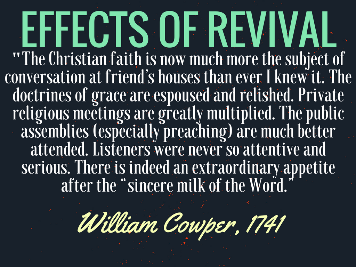 EFFECTS OF REVIVAL
"The Christian faith is now much more the subject of
conversation at friend's houses than ever I knew it. The
doctrines of grace are espoused and relished. Private
religious meetings are greatly multiplied. The public
assemblies (especially preaching) are much better
attended. Listeners were never so attentive and
serious. There is indeed an extraordinary appetite
after the "sincere milk of the Word."
William Cowper, 1741